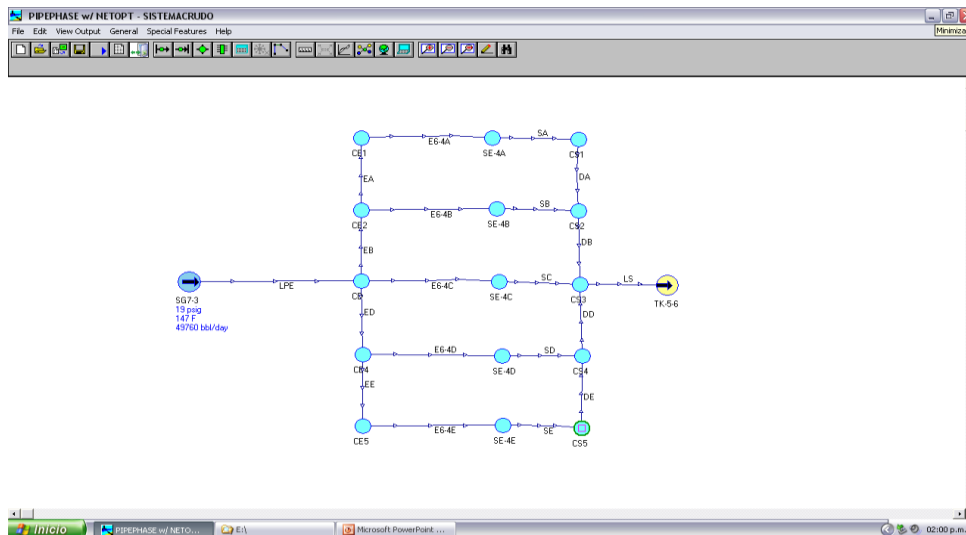 PIPEPHASE w/ NETOPT - SISTEMACRUDO
File Edit View Output General Special Features Help
Minimiza
E6-4A SA
CE1 SE-4A CS1
EA DA
E6-4B SB
CE2 SE-4B CS2
EB DB
LPE E6-4C SC LS
SG7-3 SE-4C CS3 TK-5-6
19 psig
147 F
49760 bbl/day
ED DD
E6-4D SD
CE4 SE-4D CS4
EE DE
E6-4E SE
CE5 SE-4E CS5
Inicio PIPEPHASE w/ NETO... E:\ Microsoft PowerPoint ... 02:00 p.m.